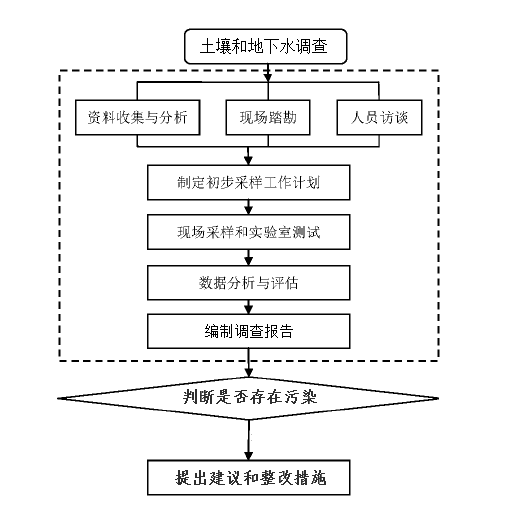 土壤和地下水调查
资料收集与分析
现场踏勘
人员访谈
制定初步采样工作计划
现场采样和实验室测试
数据分析与评估
编制调查报告
判断是否存在污染
提出建议和整改措施